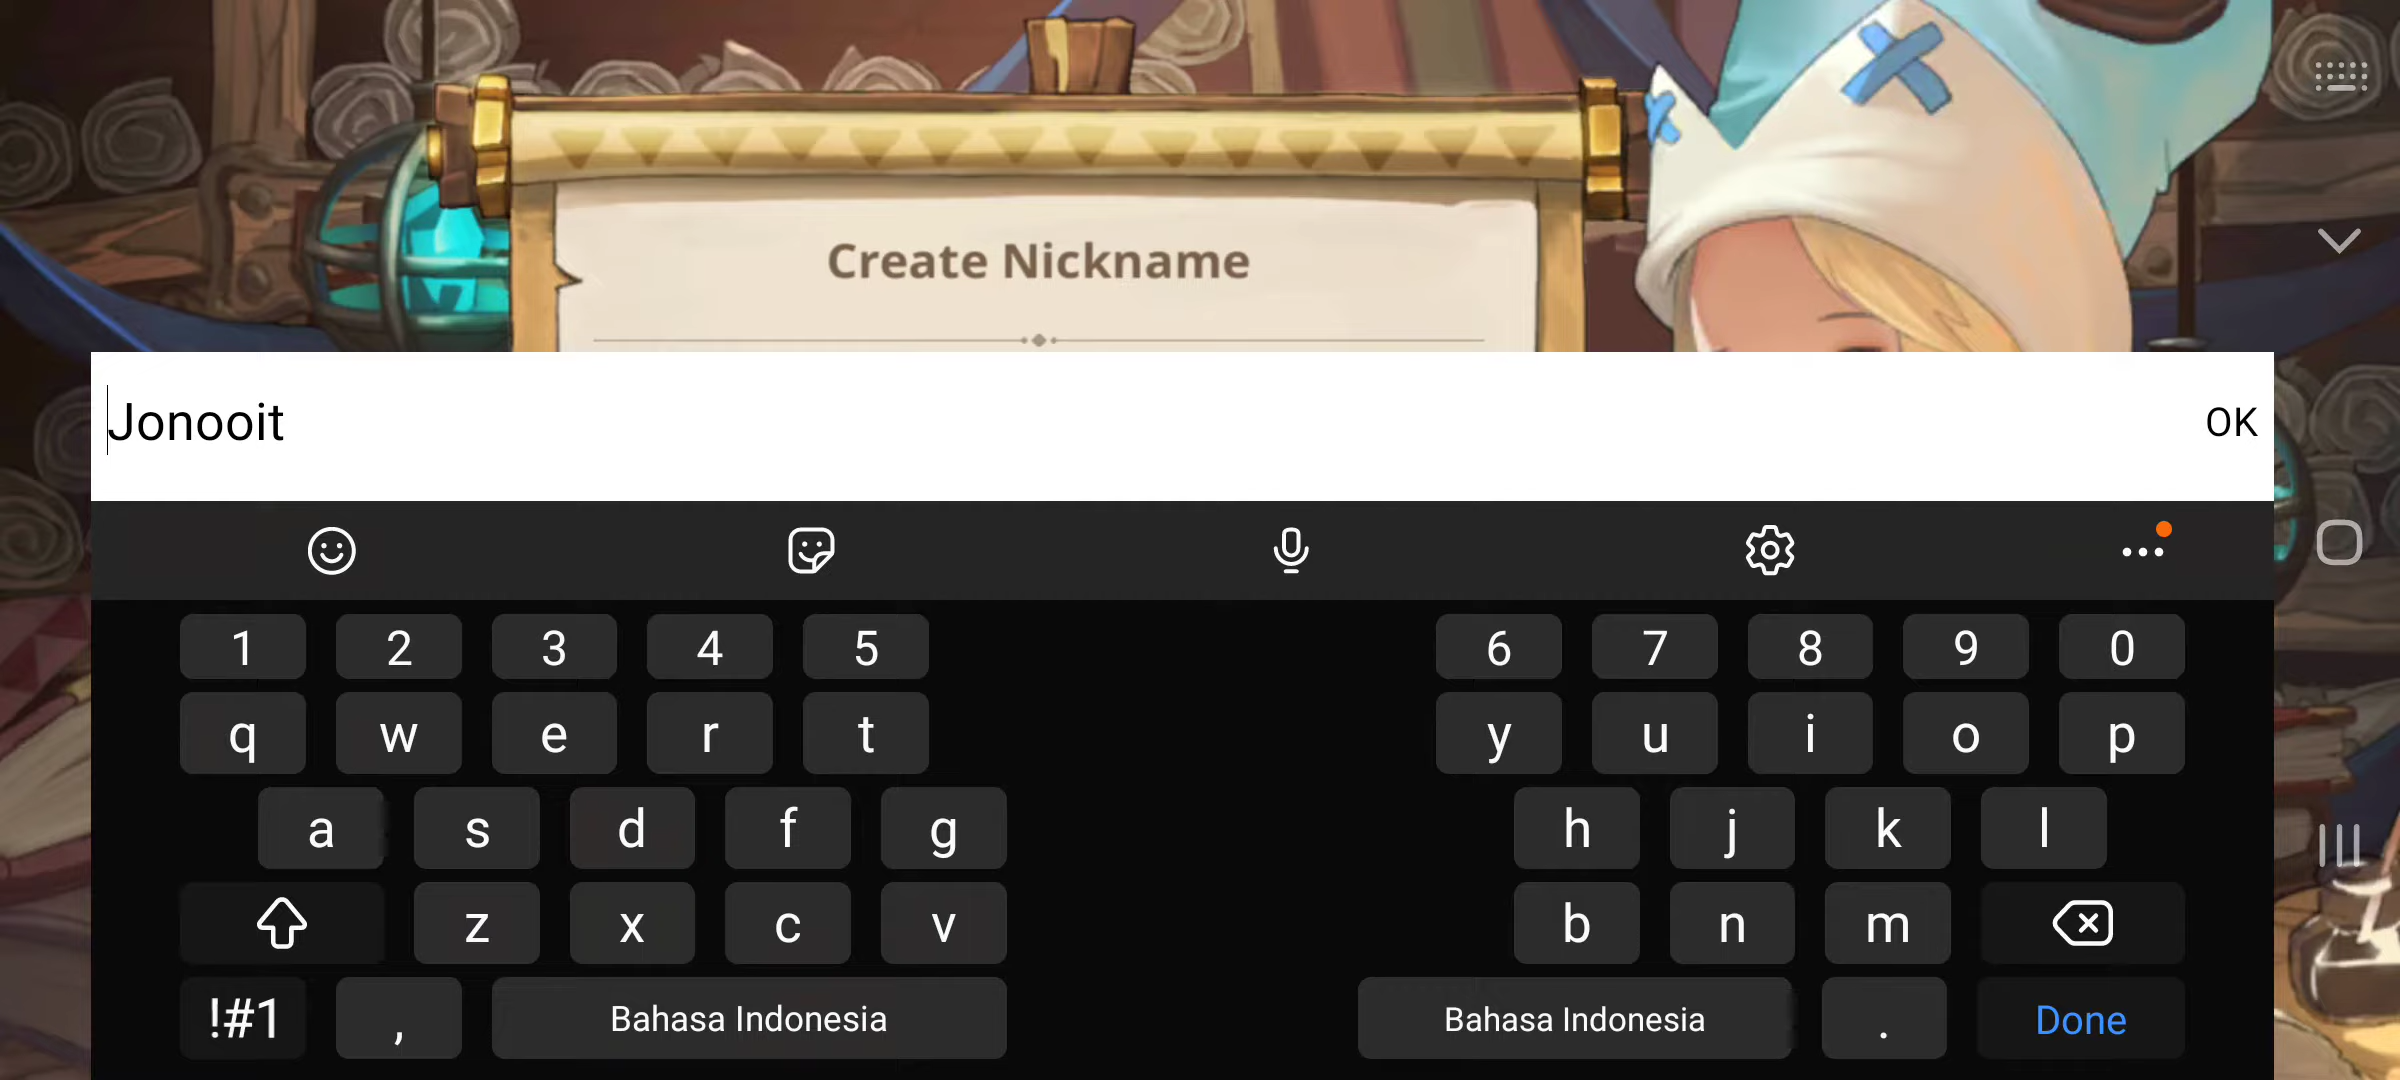 Create Nickname
Jonooit
OK
1 2 3 4 5 6 7 8 9 0
q w e r t y u i o p
a s d f g h j k l
z x c v b n m
!#1 , Bahasa Indonesia Bahasa Indonesia . Done